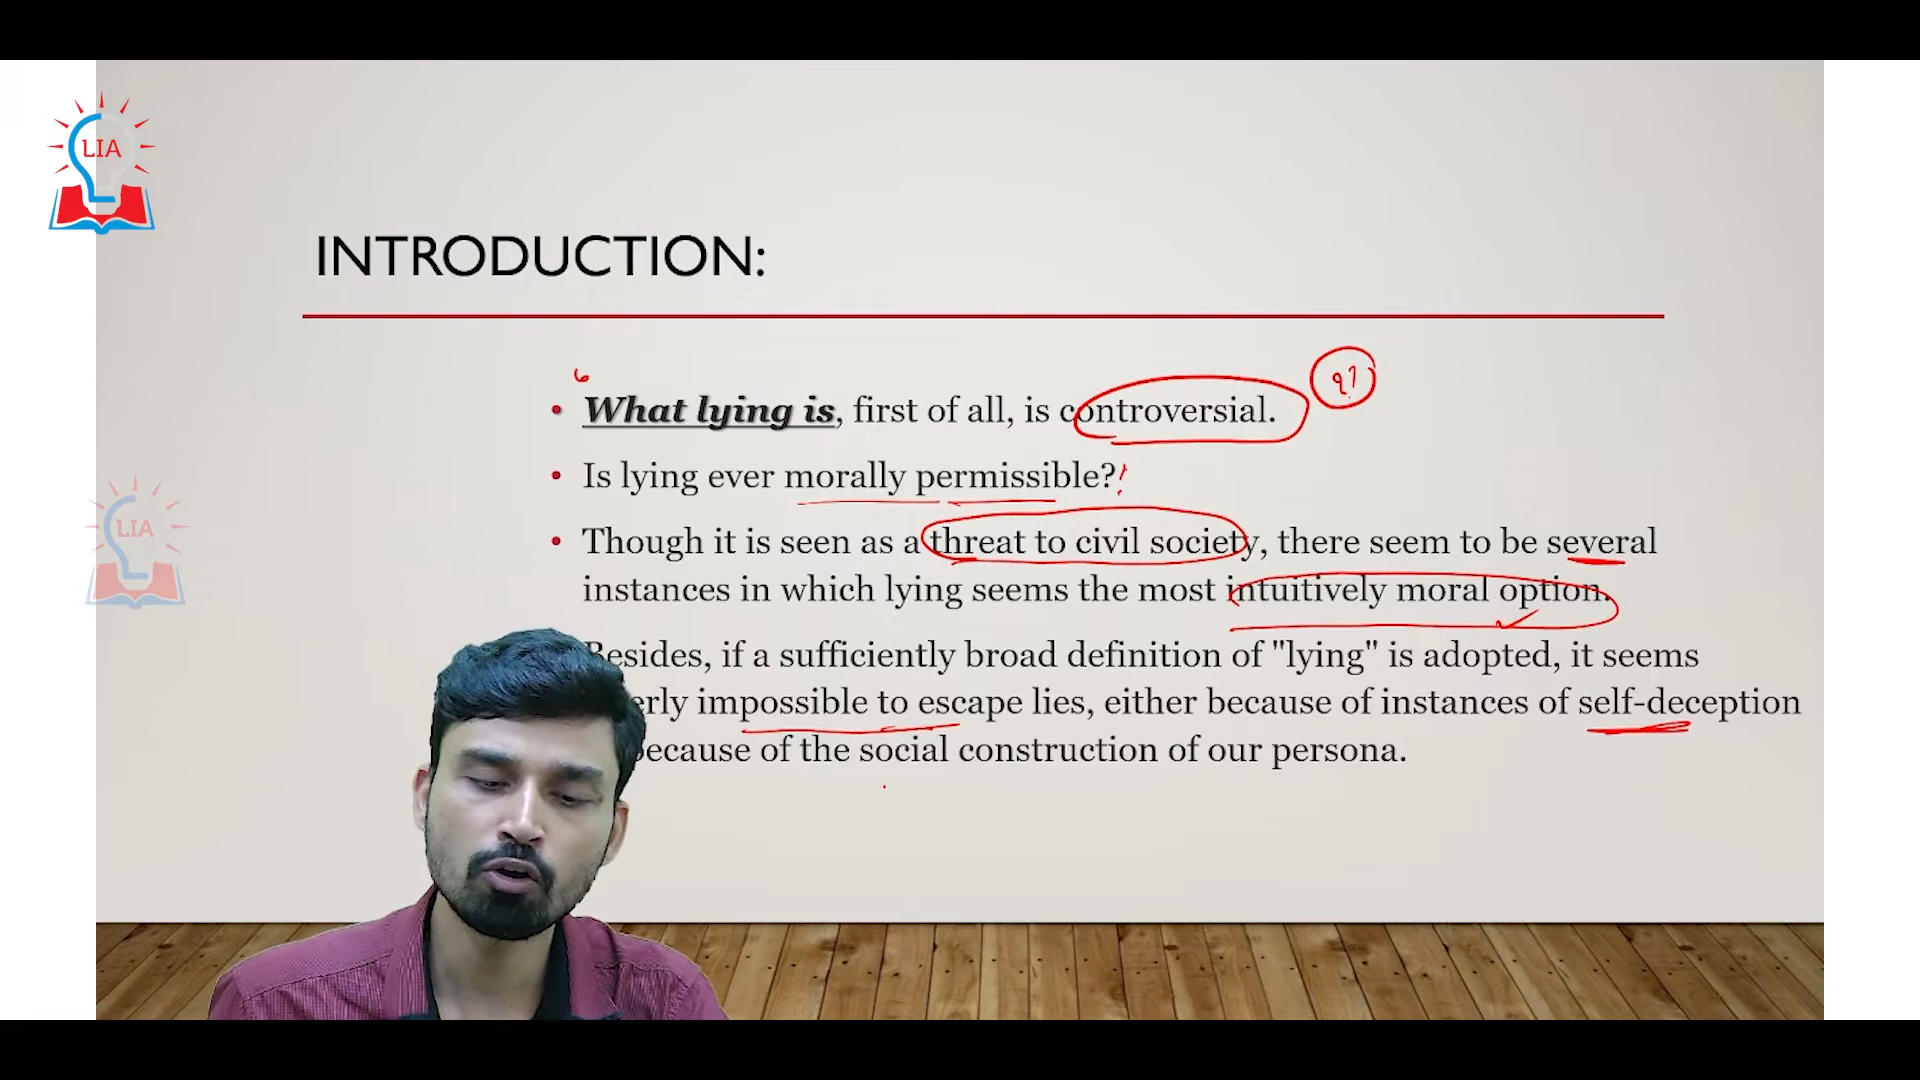 LIA
INTRODUCTION:
• What lying is, first of all, is controversial.
• Is lying ever morally permissible?
• Though it is seen as a threat to civil society, there seem to be several
instances in which lying seems the most intuitively moral option.
Besides, if a sufficiently broad definition of "lying" is adopted, it seems
impossible to escape lies, either because of instances of self-deception
because of the social construction of our persona.
LIA